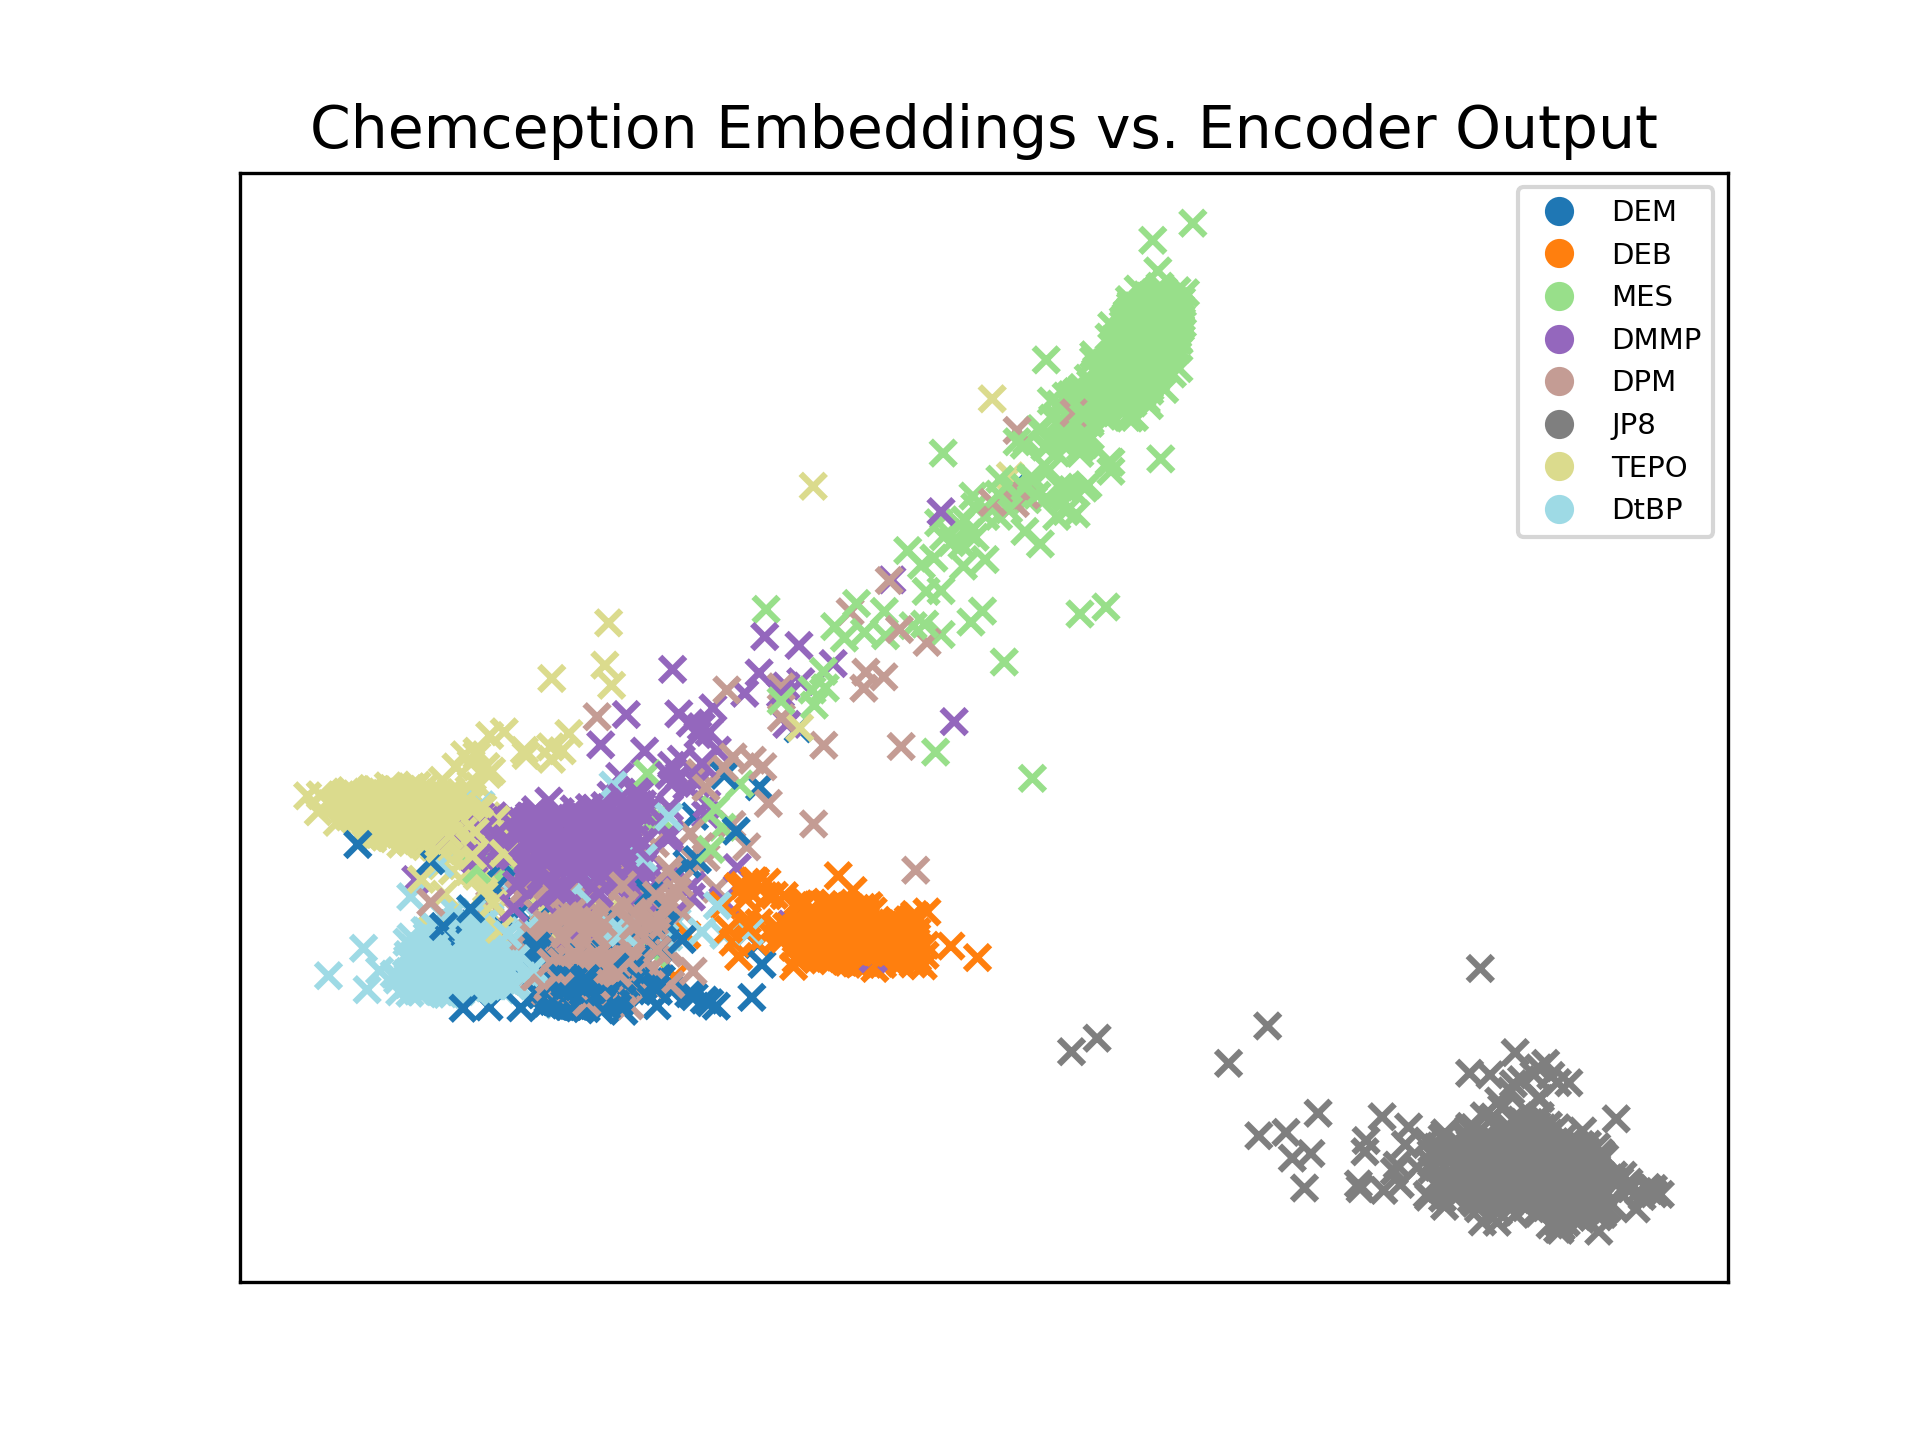 Chemception Embeddings vs. Encoder Output
DEM
DEB
MES
DMMP
DPM
JP8
TEPO
DtBP